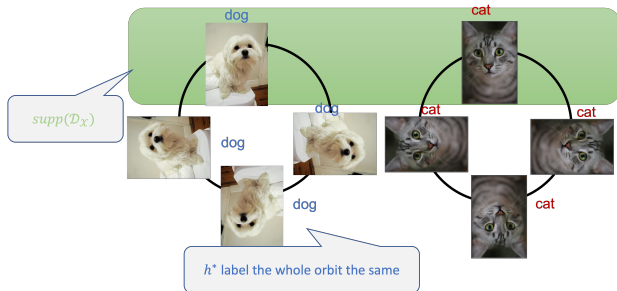 dog
cat
supp(𝒟_X)
dog
cat
cat
dog
dog
cat
h* label the whole orbit the same